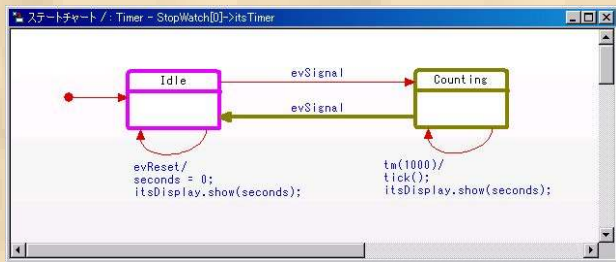 ステートチャート /: Timer - StopWatch[0]->itsTimer
evSignal
Idle
Counting
evSignal
evReset/
seconds = 0;
itsDisplay.show(seconds);
tm(1000)/
tick();
itsDisplay.show(seconds);